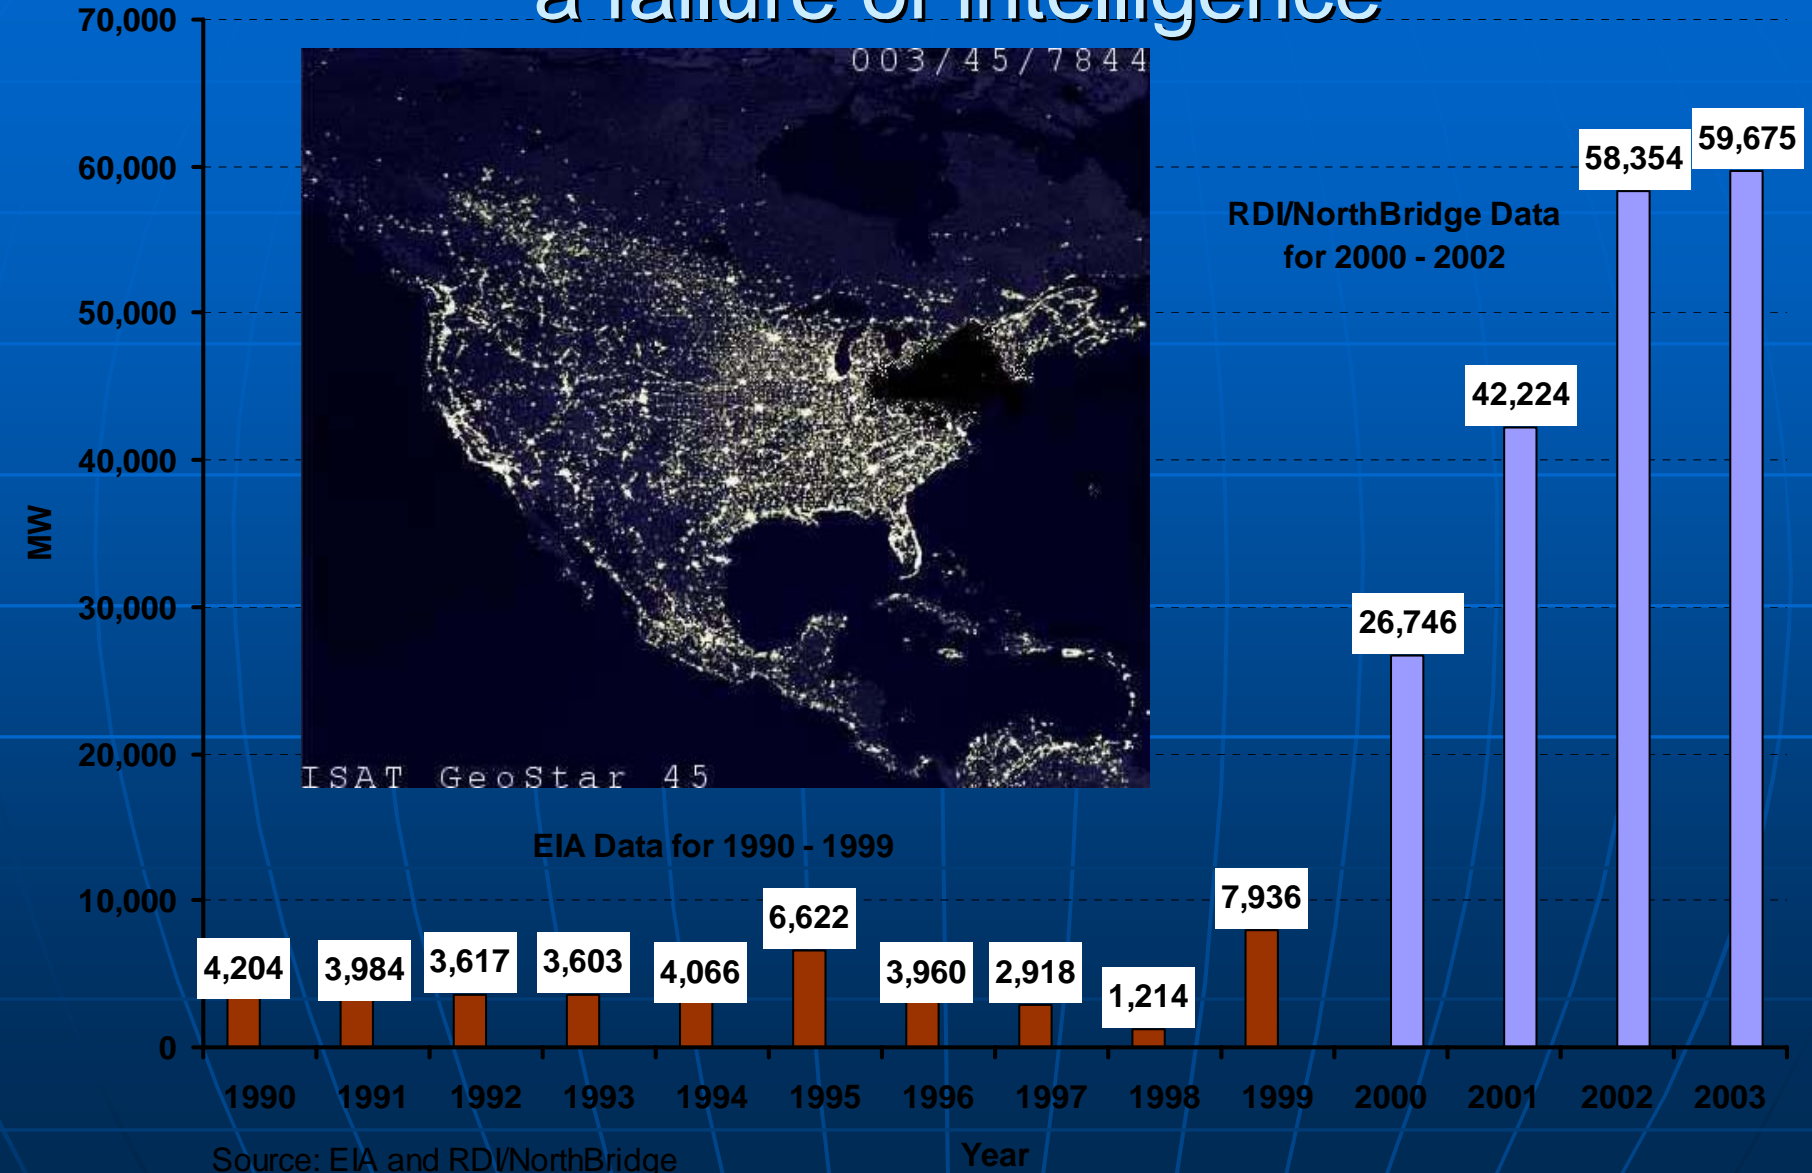 a failure of intelligence
70,000
60,000
50,000
40,000
30,000
20,000
10,000
0
MW
003/45/7844
ISAT GeoStar 45
RDI/NorthBridge Data
for 2000 - 2002
EIA Data for 1990 - 1999
4,204
3,984
3,617
3,603
4,066
6,622
3,960
2,918
1,214
7,936
26,746
42,224
58,354
59,675
1990 1991 1992 1993 1994 1995 1996 1997 1998 1999 2000 2001 2002 2003
Year
Source: EIA and RDI/NorthBridge